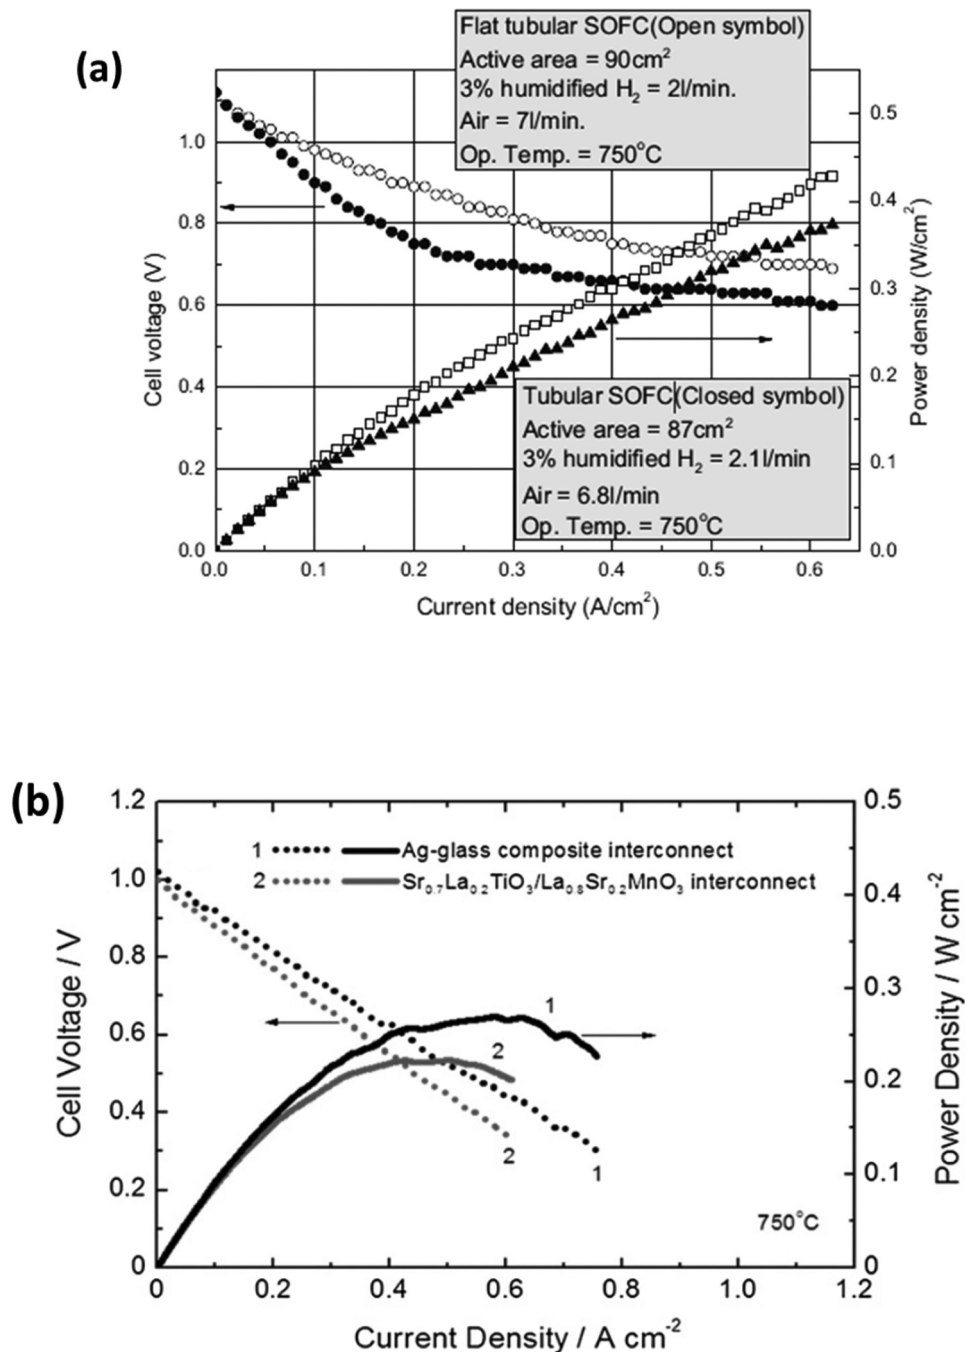 (a)
Flat tubular SOFC(Open symbol)
Active area = 90cm²
3% humidified H₂ = 2l/min.
Air = 7l/min.
Op. Temp. = 750°C
1.0
0.8
0.6
0.4
0.2
0.0
Cell voltage (V)
0.5
0.4
0.3
0.2
0.1
0.0
Power density (W/cm²)
Tubular SOFC(Closed symbol)
Active area = 87cm²
3% humidified H₂ = 2.1l/min
Air = 6.8l/min
Op. Temp. = 750°C
0.0 0.1 0.2 0.3 0.4 0.5 0.6
Current density (A/cm²)
(b)
1.2
1.0
0.8
0.6
0.4
0.2
0
Cell Voltage / V
1 Ag-glass composite interconnect
2 Sr₀.₇La₀.₂TiO₃/La₀.₈Sr₀.₂MnO₃ interconnect
1
2
2
1
750°C
0.5
0.4
0.3
0.2
0.1
0
Power Density / W cm⁻²
0 0.2 0.4 0.6 0.8 1.0 1.2
Current Density / A cm⁻²